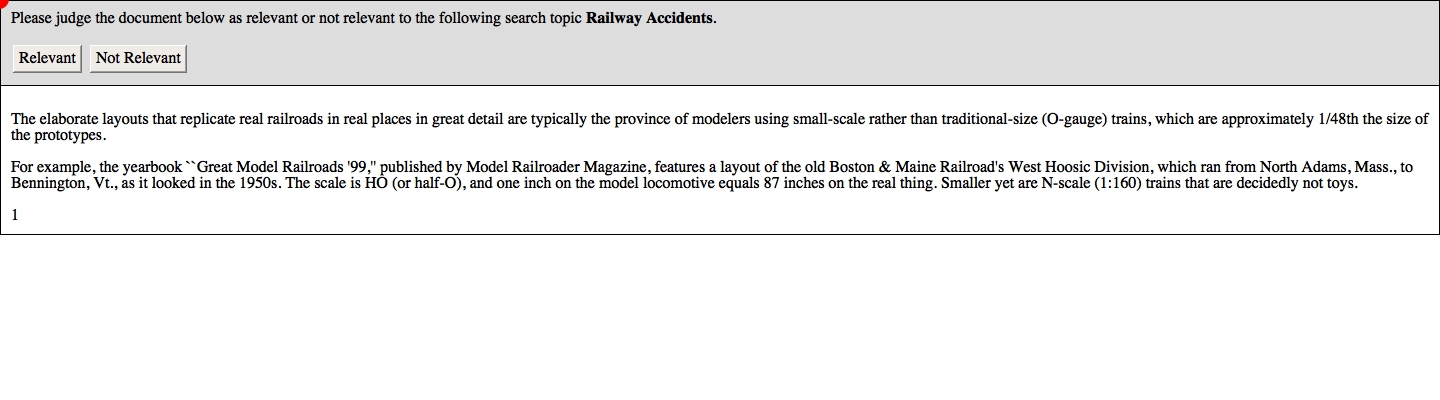 Please judge the document below as relevant or not relevant to the following search topic Railway Accidents.
Relevant Not Relevant
The elaborate layouts that replicate real railroads in real places in great detail are typically the province of modelers using small-scale rather than traditional-size (O-gauge) trains, which are approximately 1/48th the size of
the prototypes.
For example, the yearbook ``Great Model Railroads '99,'' published by Model Railroader Magazine, features a layout of the old Boston & Maine Railroad's West Hoosic Division, which ran from North Adams, Mass., to
Bennington, Vt., as it looked in the 1950s. The scale is HO (or half-O), and one inch on the model locomotive equals 87 inches on the real thing. Smaller yet are N-scale (1:160) trains that are decidedly not toys.
1